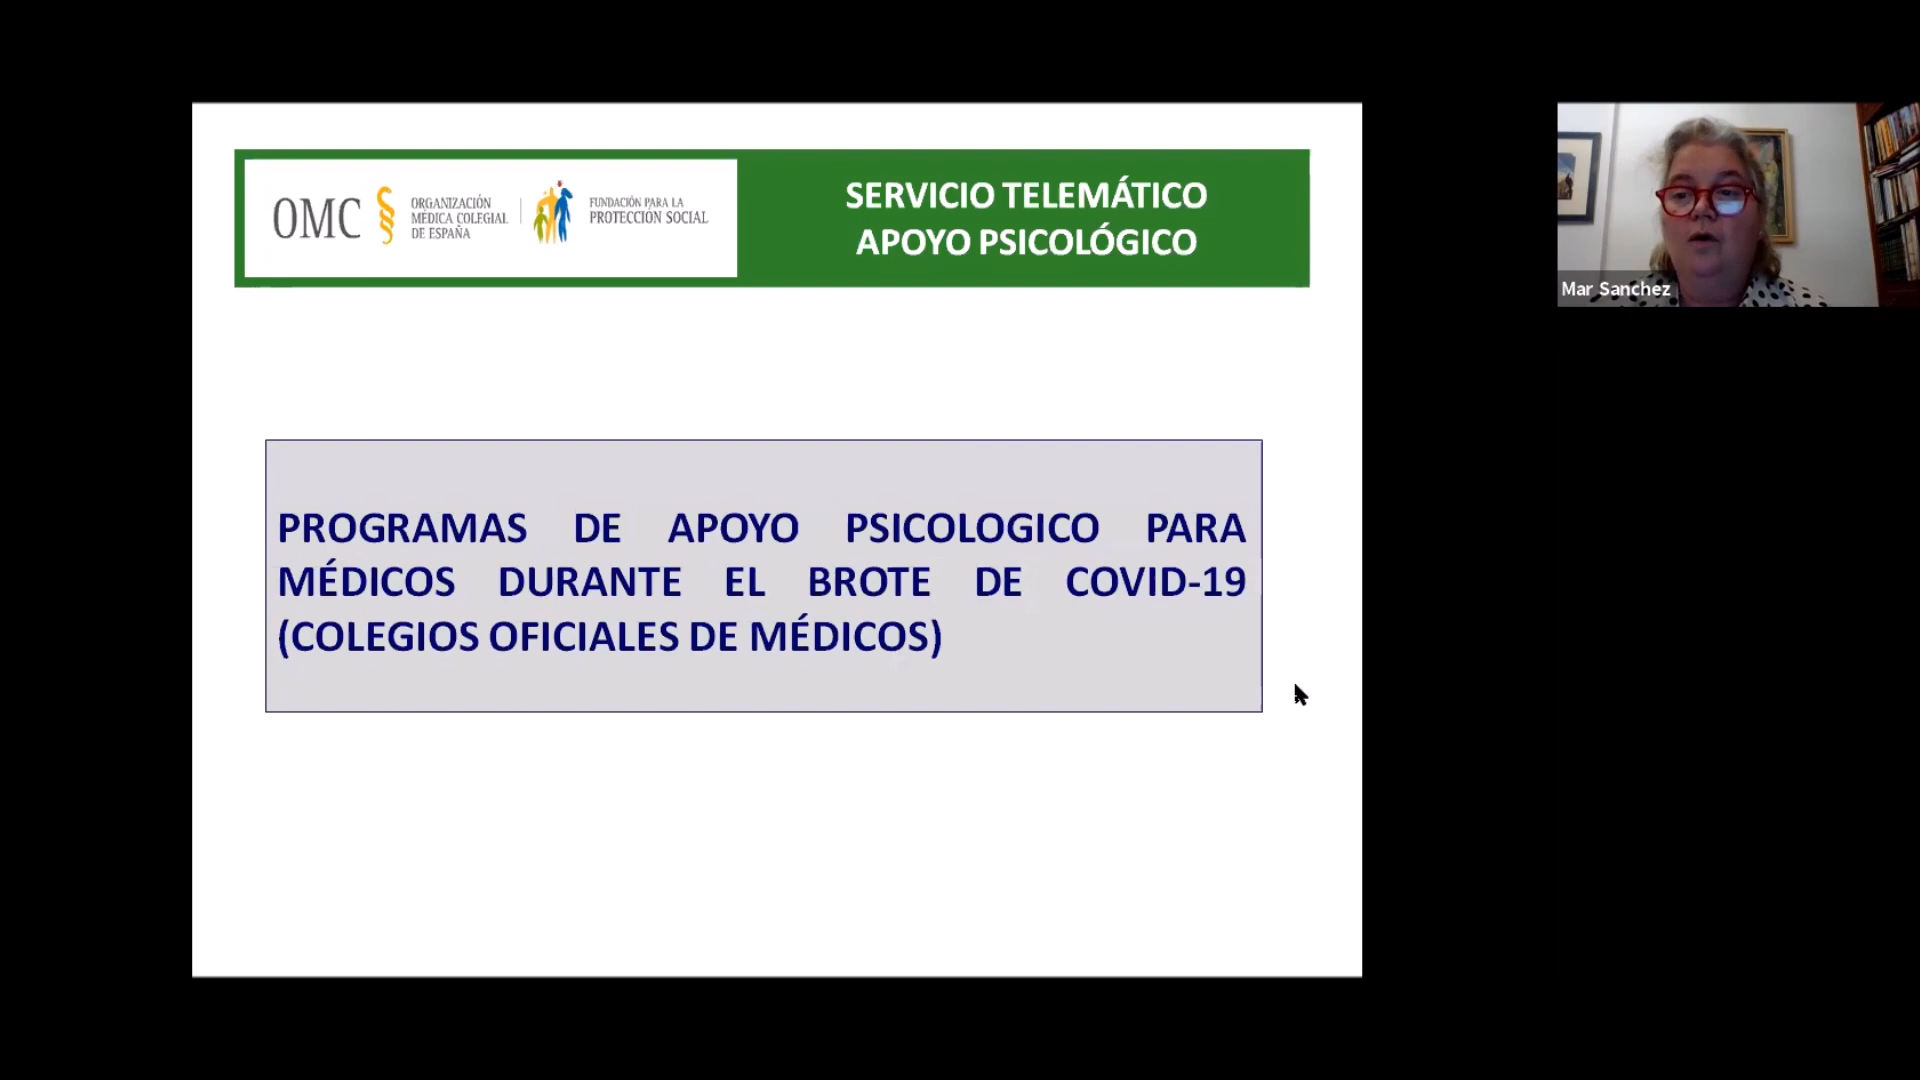 OMC
ORGANIZACIÓN
MÉDICA COLEGIAL
DE ESPAÑA
FUNDACIÓN PARA LA
PROTECCIÓN SOCIAL
SERVICIO TELEMÁTICO
APOYO PSICOLÓGICO
Mar Sanchez
PROGRAMAS DE APOYO PSICOLOGICO PARA
MÉDICOS DURANTE EL BROTE DE COVID-19
(COLEGIOS OFICIALES DE MÉDICOS)